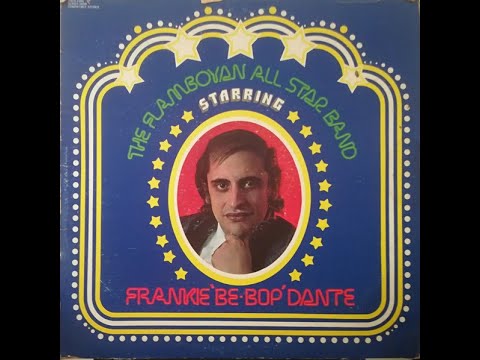 THE FLAMBOYAN ALL STAR BAND
STARRING
FRANKIE 'BE-BOP' DANTE